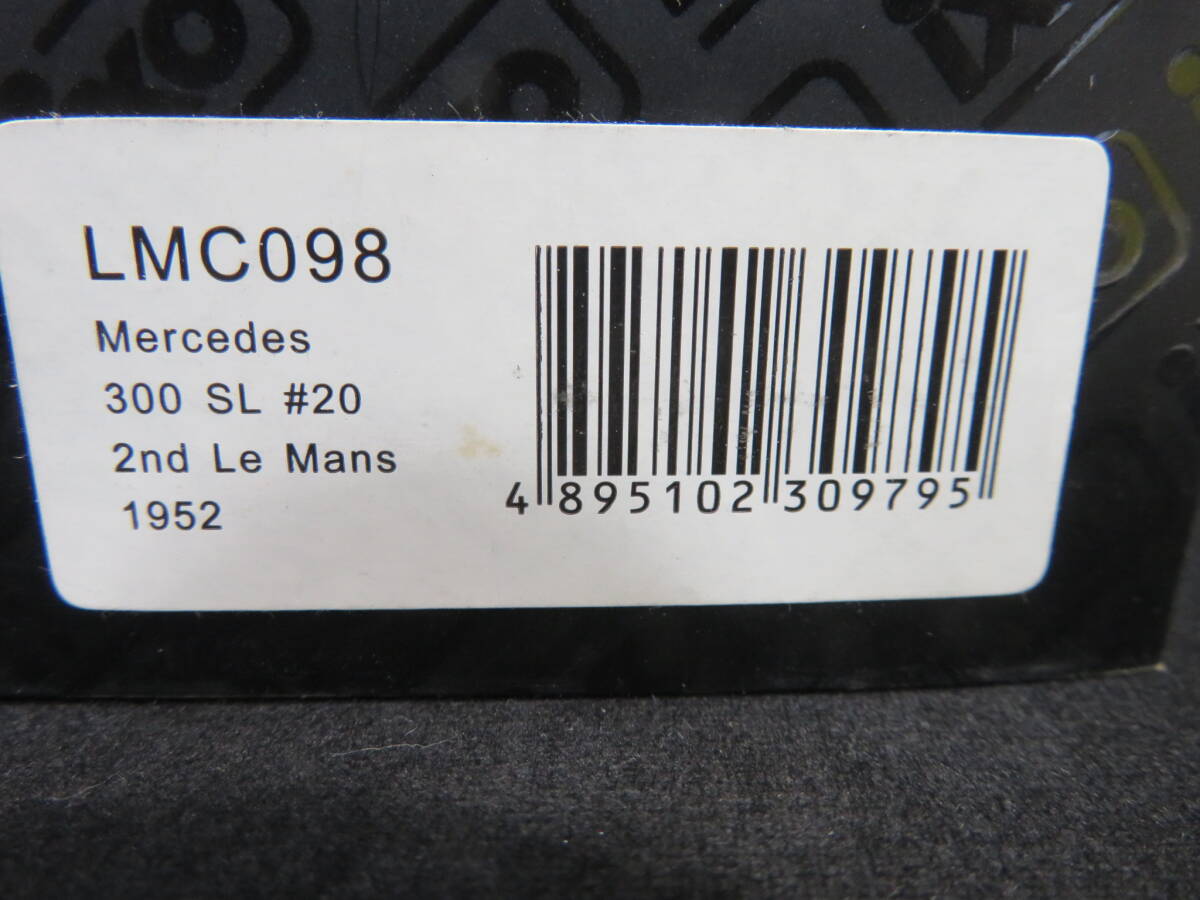 LMC098
Mercedes
300 SL #20
2nd Le Mans
1952
4 895102 309795